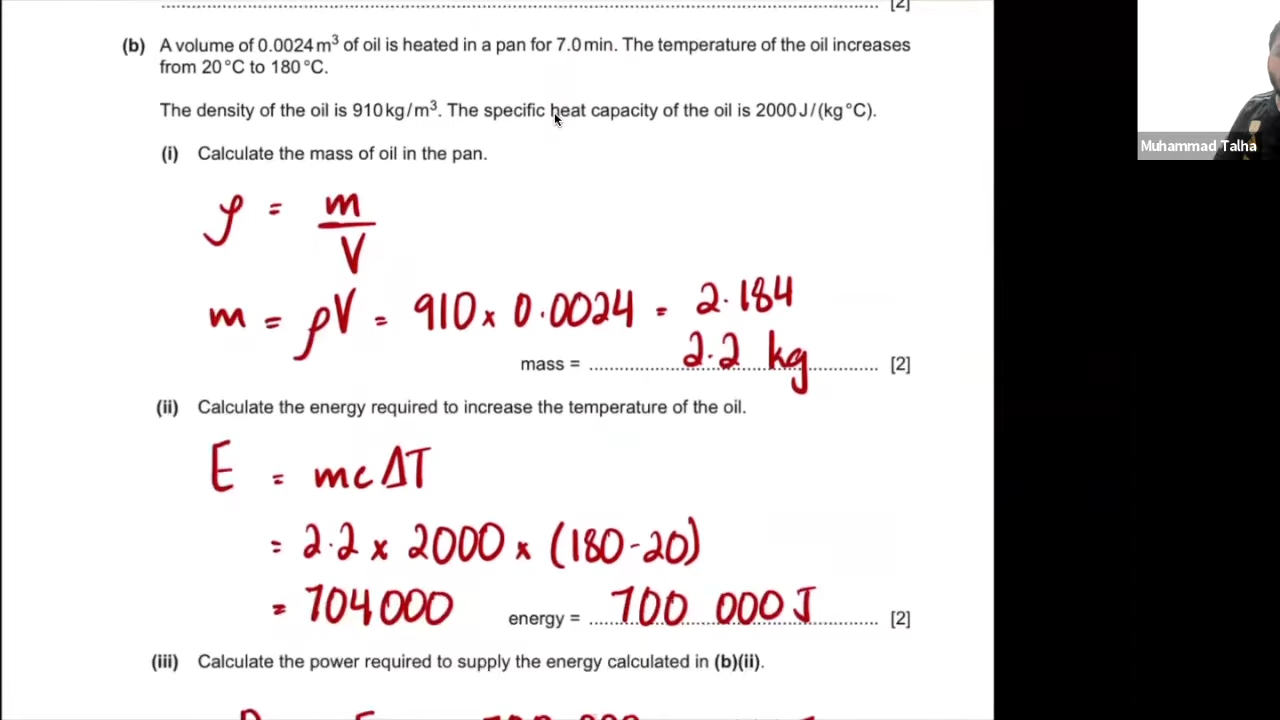 [2]
(b) A volume of 0.0024 m³ of oil is heated in a pan for 7.0 min. The temperature of the oil increases
from 20 °C to 180 °C.
The density of the oil is 910 kg/m³. The specific heat capacity of the oil is 2000 J/(kg °C).
Muhammad Talha
(i) Calculate the mass of oil in the pan.
ρ = m/V
m = ρV = 910 x 0.0024 = 2.184
mass = 2.2 kg [2]
(ii) Calculate the energy required to increase the temperature of the oil.
E = mcΔT
= 2.2 x 2000 x (180-20)
= 704000 energy = 700 000 J [2]
(iii) Calculate the power required to supply the energy calculated in (b)(ii).